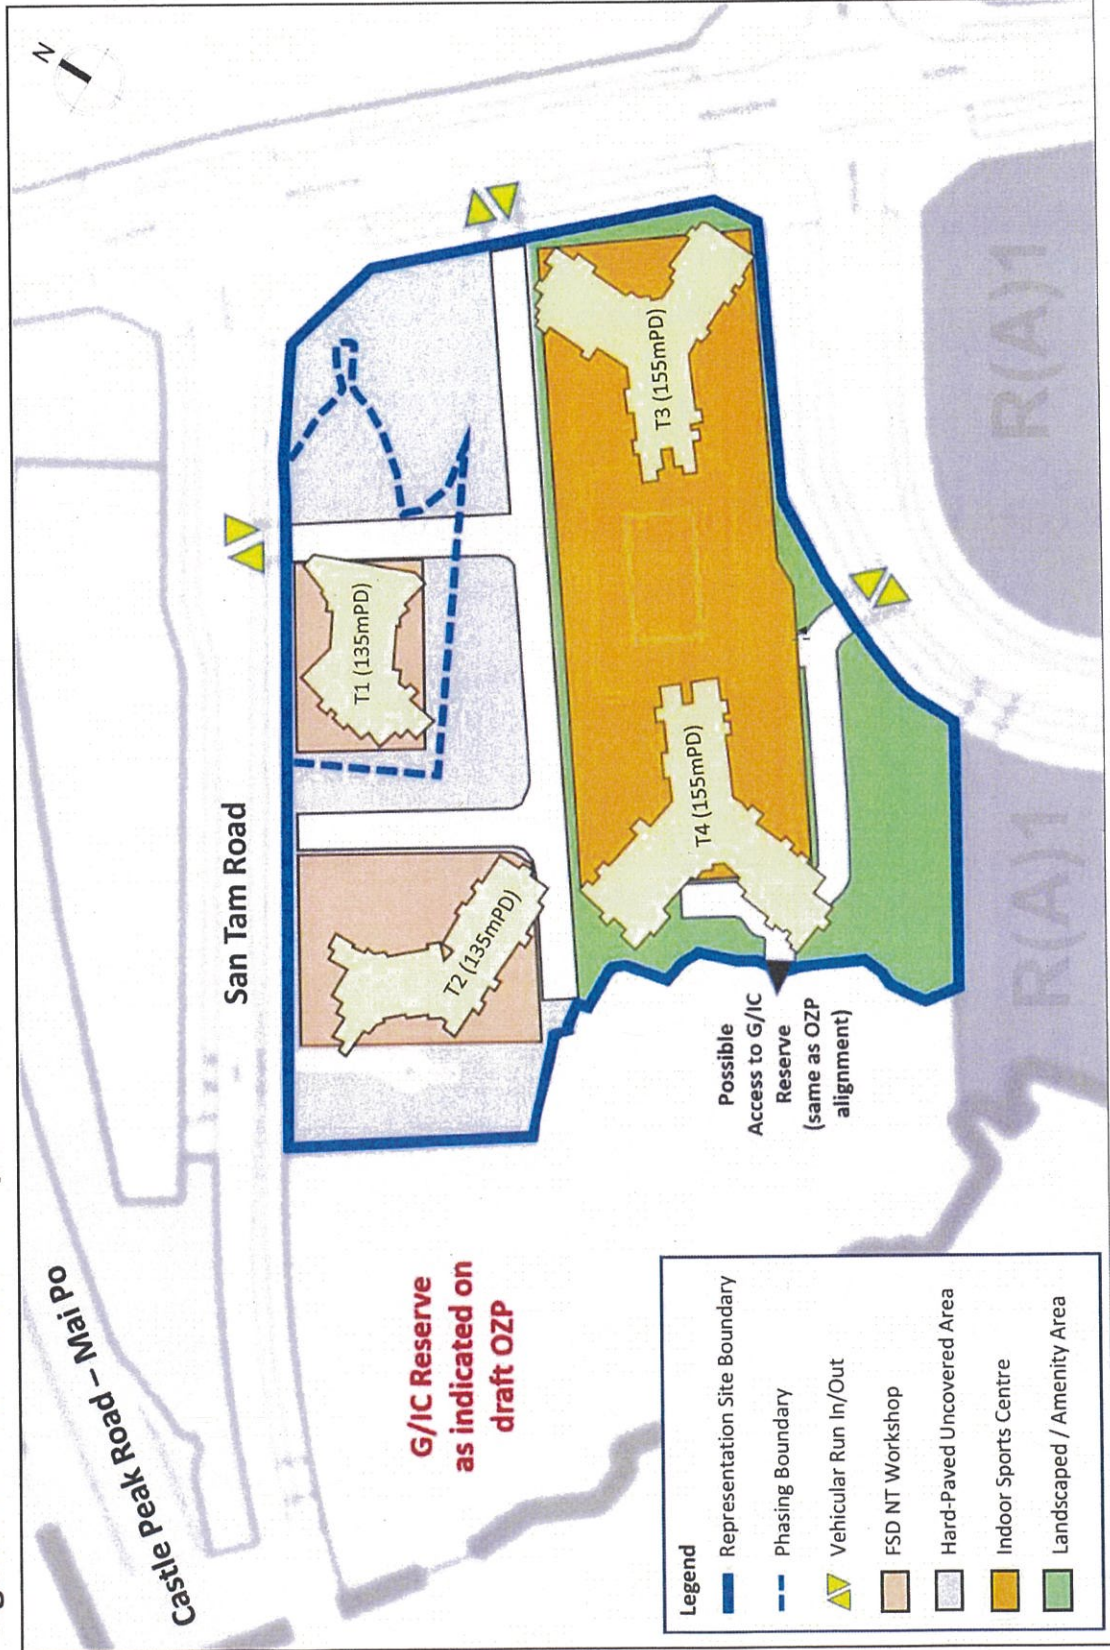 N
Castle Peak Road – Mai Po
San Tam Road
T1 (135mPD)
T2 (135mPD)
T3 (155mPD)
T4 (155mPD)
G/IC Reserve
as indicated on
draft OZP
Possible
Access to G/IC
Reserve
(same as OZP
alignment)
R(A)1
R(A)1
Legend
Representation Site Boundary
Phasing Boundary
Vehicular Run In/Out
FSD NT Workshop
Hard-Paved Uncovered Area
Indoor Sports Centre
Landscaped / Amenity Area